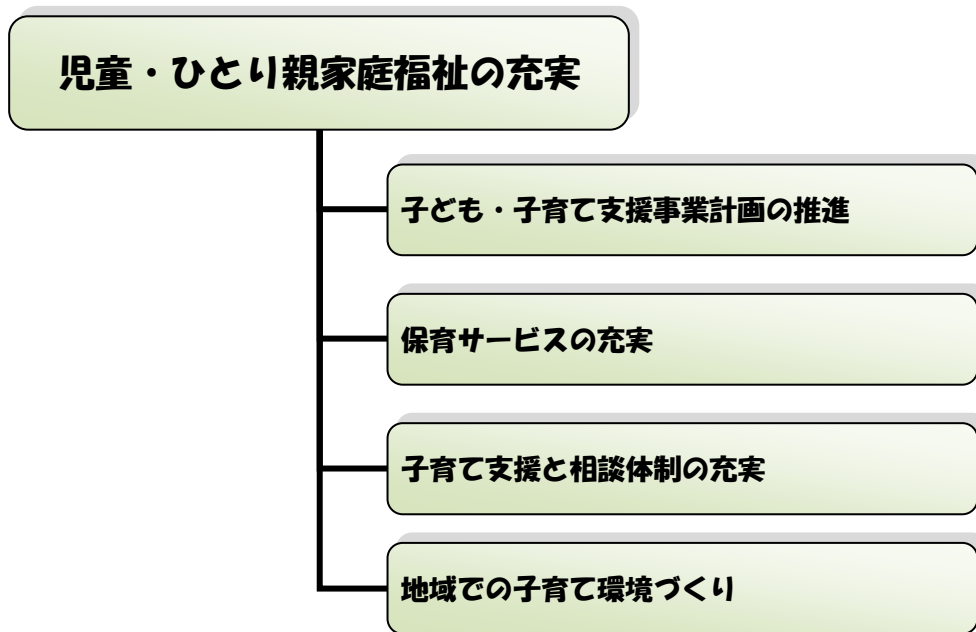 児童・ひとり親家庭福祉の充実
子ども・子育て支援事業計画の推進
保育サービスの充実
子育て支援と相談体制の充実
地域での子育て環境づくり